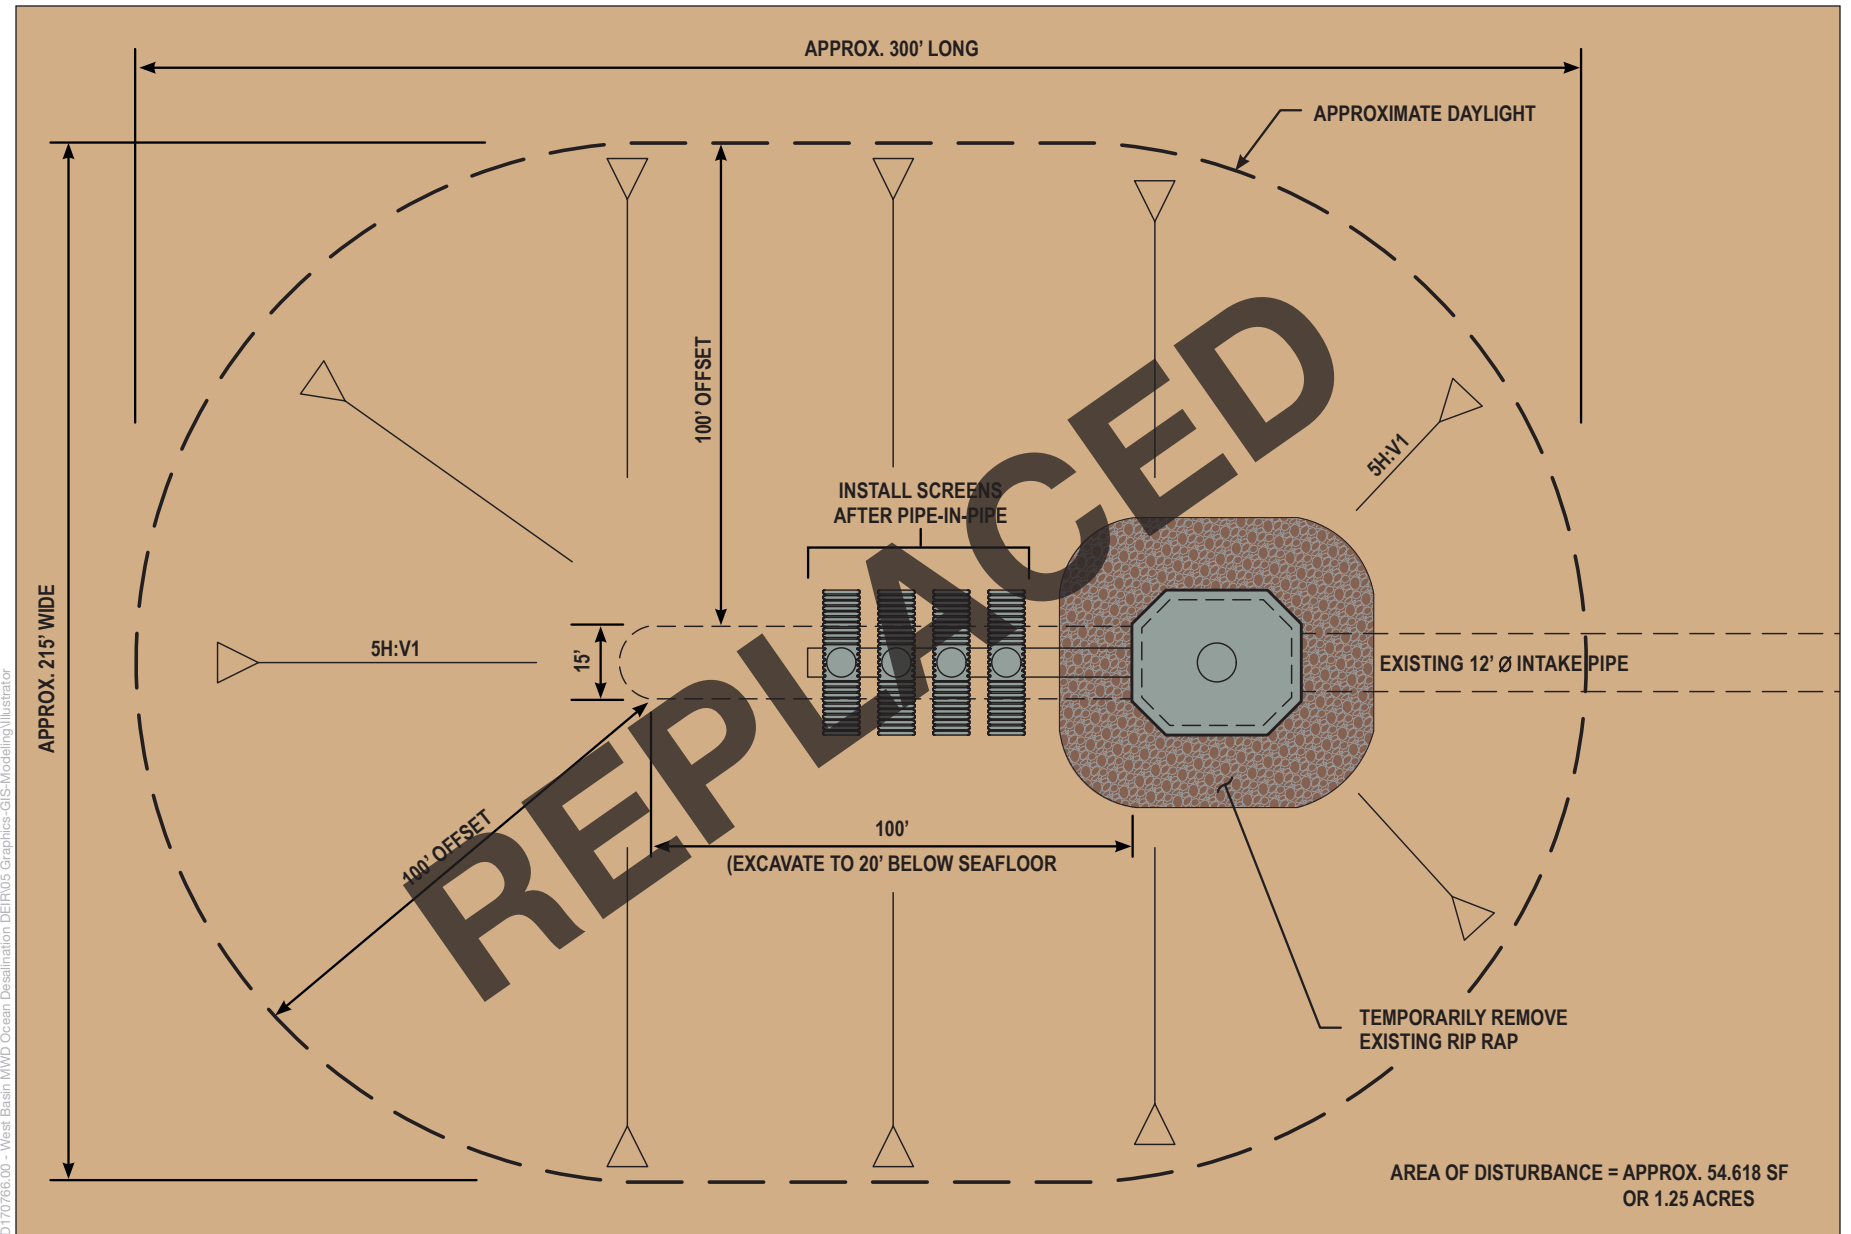 APPROX. 300' LONG
APPROXIMATE DAYLIGHT
100' OFFSET
5H:V1
INSTALL SCREENS
AFTER PIPE-IN-PIPE
APPROX. 215' WIDE
5H:V1
15'
EXISTING 12' Ø INTAKE PIPE
REPLACED
100' OFFSET
100'
(EXCAVATE TO 20' BELOW SEAFLOOR
TEMPORARILY REMOVE
EXISTING RIP RAP
AREA OF DISTURBANCE = APPROX. 54.618 SF
OR 1.25 ACRES
D170766.00 - West Basin MWD Ocean Desalination DEIR\05 Graphics-GIS-Modeling\Illustrator